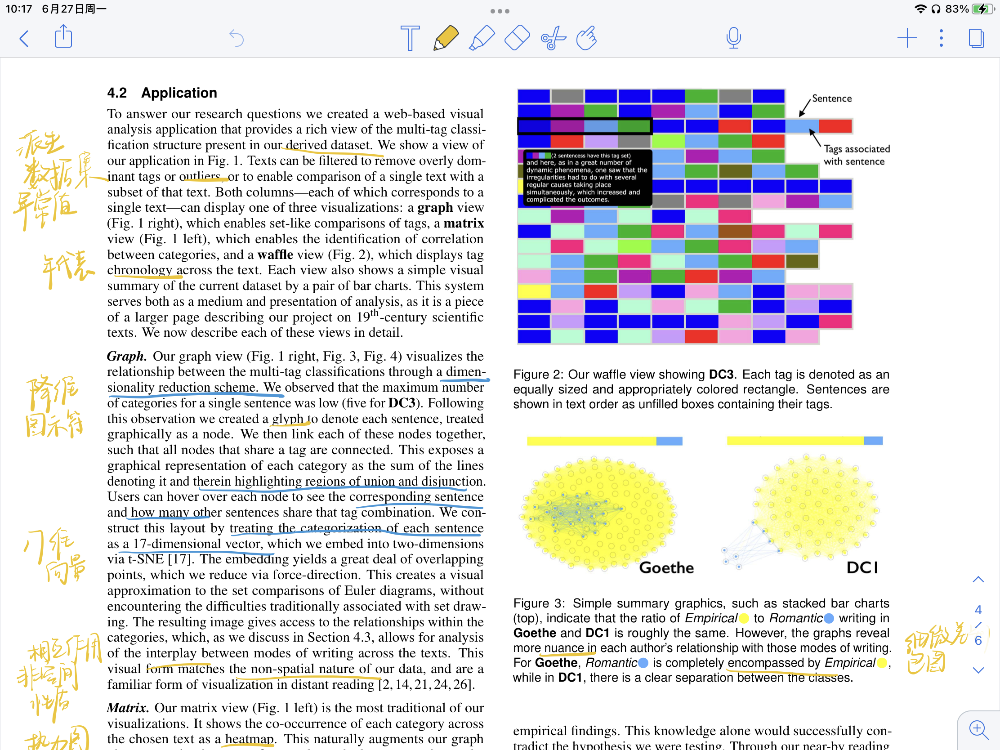 10:17 6月27日周一
83%
派生
数据集
异常值
年代表
降维
图示符
维
向量
相互作用
非空间
性质
热力图
4.2 Application
To answer our research questions we created a web-based visual
analysis application that provides a rich view of the multi-tag classi-
fication structure present in our derived dataset. We show a view of
our application in Fig. 1. Texts can be filtered to remove overly dom-
inant tags or outliers, or to enable comparison of a single text with a
subset of that text. Both columns—each of which corresponds to a
single text—can display one of three visualizations: a graph view
(Fig. 1 right), which enables set-like comparisons of tags, a matrix
view (Fig. 1 left), which enables the identification of correlation
between categories, and a waffle view (Fig. 2), which displays tag
chronology across the text. Each view also shows a simple visual
summary of the current dataset by a pair of bar charts. This system
serves both as a medium and presentation of analysis, as it is a piece
of a larger page describing our project on 19th-century scientific
texts. We now describe each of these views in detail.
Graph. Our graph view (Fig. 1 right, Fig. 3, Fig. 4) visualizes the
relationship between the multi-tag classifications through a dimen-
sionality reduction scheme. We observed that the maximum number
of categories for a single sentence was low (five for DC3). Following
this observation we created a glyph to denote each sentence, treated
graphically as a node. We then link each of these nodes together,
such that all nodes that share a tag are connected. This exposes a
graphical representation of each category as the sum of the lines
denoting it and therein highlighting regions of union and disjunction.
Users can hover over each node to see the corresponding sentence
and how many other sentences share that tag combination. We con-
struct this layout by treating the categorization of each sentence
as a 17-dimensional vector, which we embed into two-dimensions
via t-SNE [17]. The embedding yields a great deal of overlapping
points, which we reduce via force-direction. This creates a visual
approximation to the set comparisons of Euler diagrams, without
encountering the difficulties traditionally associated with set draw-
ing. The resulting image gives access to the relationships within the
categories, which, as we discuss in Section 4.3, allows for analysis
of the interplay between modes of writing across the texts. This
visual form matches the non-spatial nature of our data, and are a
familiar form of visualization in distant reading [2, 14, 21, 24, 26].
Matrix. Our matrix view (Fig. 1 left) is the most traditional of our
visualizations. It shows the co-occurrence of each category across
the chosen text as a heatmap. This naturally augments our graph
Sentence
Tags associated
with sentence
(2 sentencess have this tag set)
and here, as in a great number of
dynamic phenomena, one saw that the
irregularities had to do with several
regular causes taking place
simultaneously, which increased and
complicated the outcomes.
Figure 2: Our waffle view showing DC3. Each tag is denoted as an
equally sized and appropriately colored rectangle. Sentences are
shown in text order as unfilled boxes containing their tags.
Goethe
DC1
Figure 3: Simple summary graphics, such as stacked bar charts
(top), indicate that the ratio of Empirical to Romantic writing in
Goethe and DC1 is roughly the same. However, the graphs reveal
more nuance in each author's relationship with those modes of writing.
For Goethe, Romantic is completely encompassed by Empirical,
while in DC1, there is a clear separation between the classes.
细微差
包围
4
/
6
empirical findings. This knowledge alone would successfully con-
tradict the hypothesis we were testing. Through our near-by reading